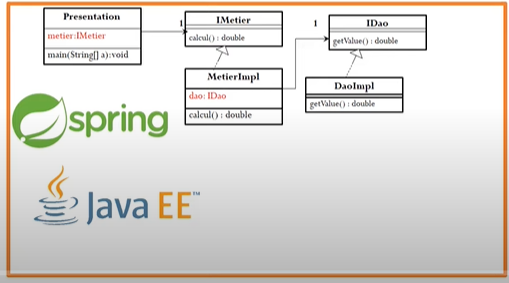 Presentation
metier:IMetier
main(String[] a):void
1
IMetier
calcul() : double
1
IDao
getValue() : double
MetierImpl
dao: IDao
calcul() : double
DaoImpl
getValue() : double
spring
Java EE™